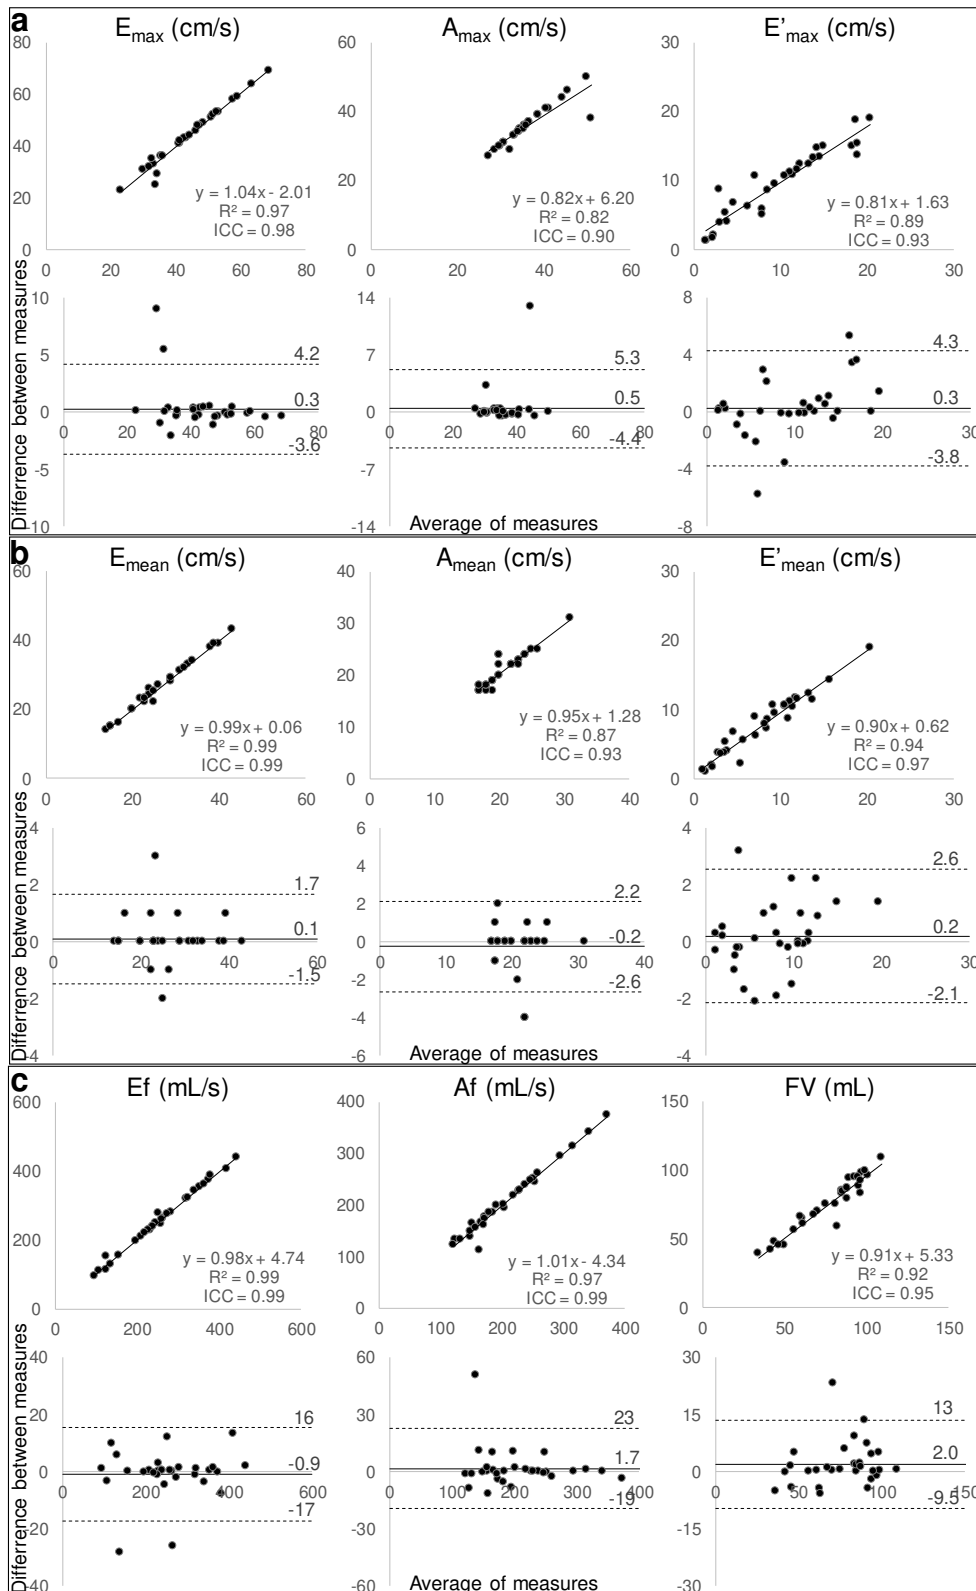 a
Emax (cm/s)
Amax (cm/s)
E'max (cm/s)
80
60
40
20
0
0 20 40 60 80
y = 1.04x - 2.01
R² = 0.97
ICC = 0.98
60
40
20
0
0 20 40 60
y = 0.82x + 6.20
R² = 0.82
ICC = 0.90
30
20
10
0
0 10 20 30
y = 0.81x + 1.63
R² = 0.89
ICC = 0.93
Difference between measures
10
5
0
-5
-10
0 20 40 60 80
4.2
0.3
-3.6
14
7
0
-7
-14
0 20 40 60
5.3
0.5
-4.4
Average of measures
8
4
0
-4
-8
0 10 20 30
4.3
0.3
-3.8
b
Emean (cm/s)
Amean (cm/s)
E'mean (cm/s)
60
40
20
0
0 20 40 60
y = 0.99x + 0.06
R² = 0.99
ICC = 0.99
40
30
20
10
0
0 10 20 30 40
y = 0.95x + 1.28
R² = 0.87
ICC = 0.93
30
20
10
0
0 10 20 30
y = 0.90x + 0.62
R² = 0.94
ICC = 0.97
Difference between measures
4
2
0
-2
-4
0 20 40 60
1.7
0.1
-1.5
6
4
2
0
-2
-4
-6
0 10 20 30 40
2.2
-0.2
-2.6
Average of measures
4
2
0
-2
-4
0 10 20 30
2.6
0.2
-2.1
c
Ef (mL/s)
Af (mL/s)
FV (mL)
600
400
200
0
0 200 400 600
y = 0.98x + 4.74
R² = 0.99
ICC = 0.99
400
300
200
100
0
0 100 200 300 400
y = 1.01x - 4.34
R² = 0.97
ICC = 0.99
150
100
50
0
0 50 100 150
y = 0.91x + 5.33
R² = 0.92
ICC = 0.95
Difference between measures
40
20
0
-20
-40
0 200 400 600
16
-0.9
-17
60
30
0
-30
-60
0 100 200 300 400
23
1.7
-19
Average of measures
30
15
0
-15
-30
0 50 100 150
13
2.0
-9.5